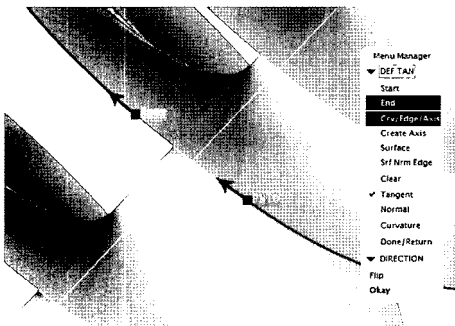 Menu Manager
DEF TAN
Start
End
Crv/Edge/Axis
Create Axis
Surface
Srf Nrm Edge
Clear
Tangent
Normal
Curvature
Done/Return
DIRECTION
Flip
Okay